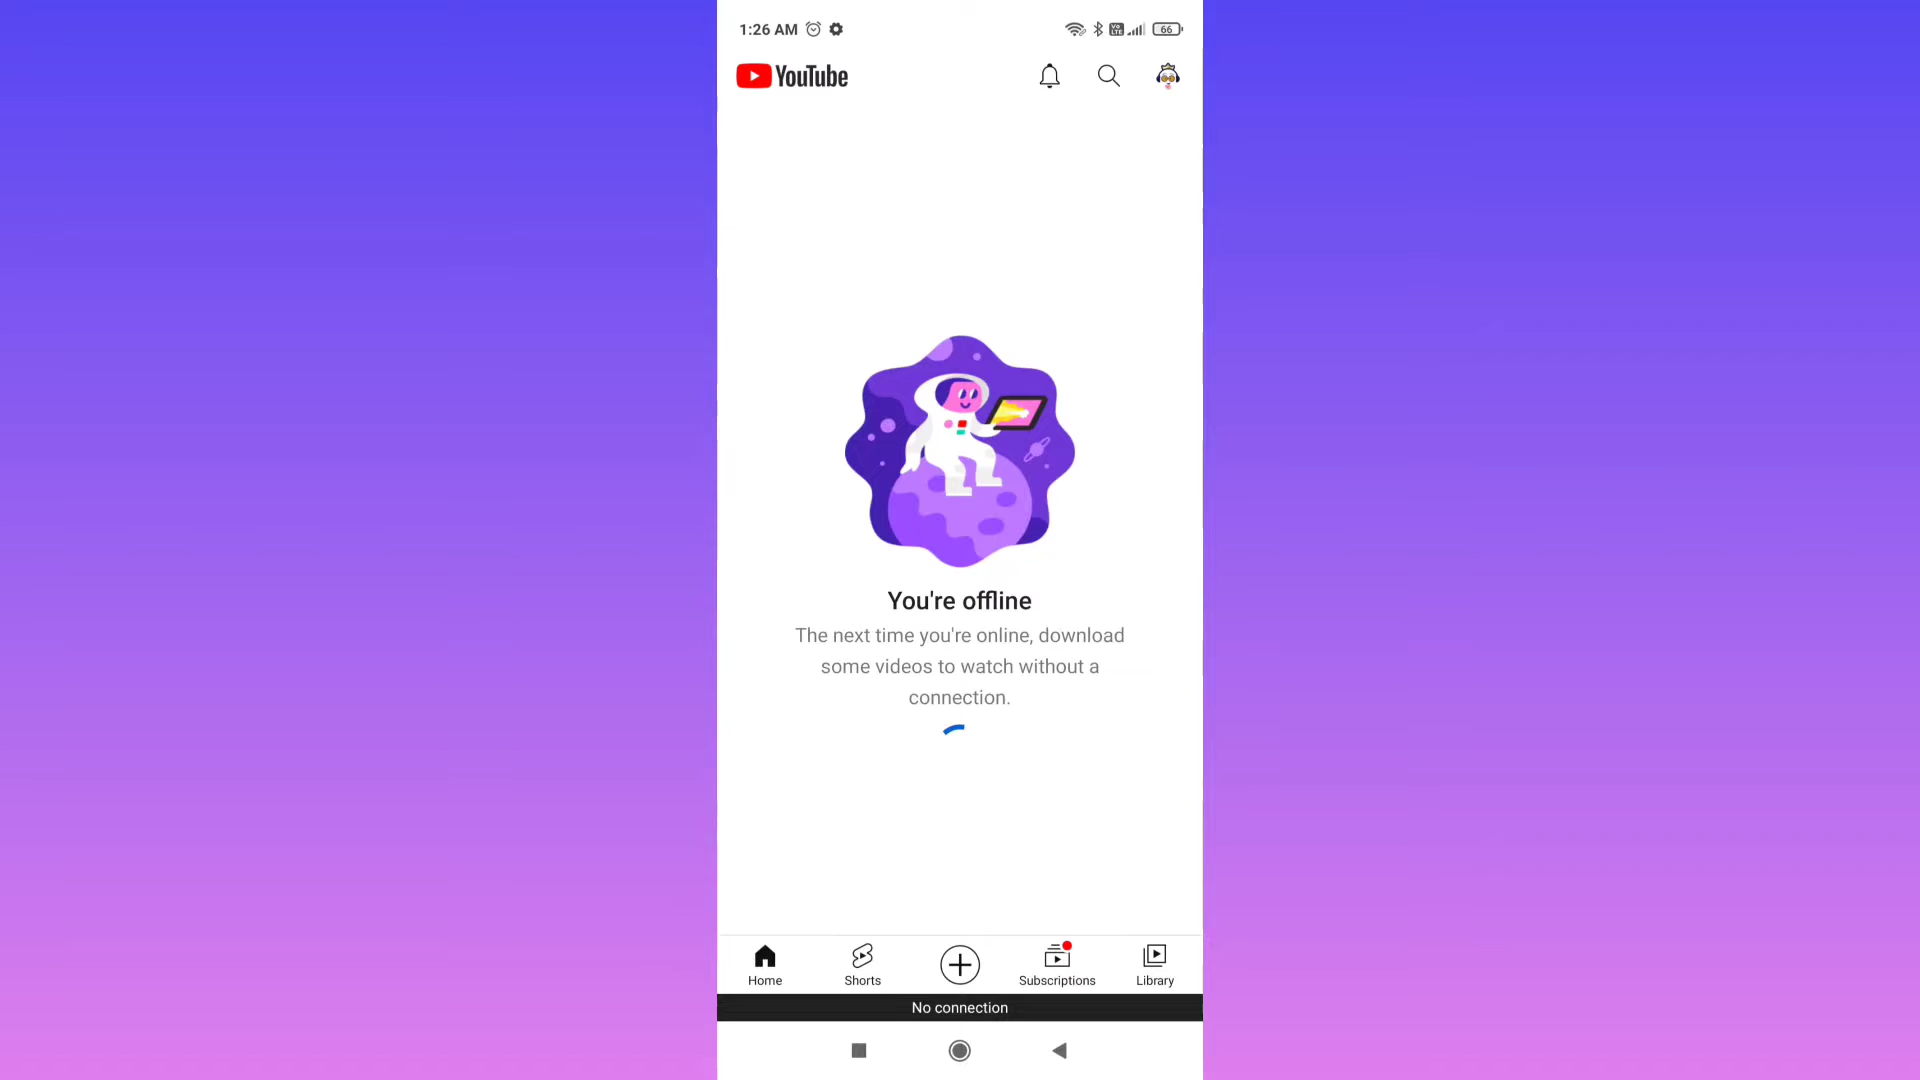 1:26 AM
66
YouTube
You're offline
The next time you're online, download
some videos to watch without a
connection.
Home
Shorts
Subscriptions
Library
No connection